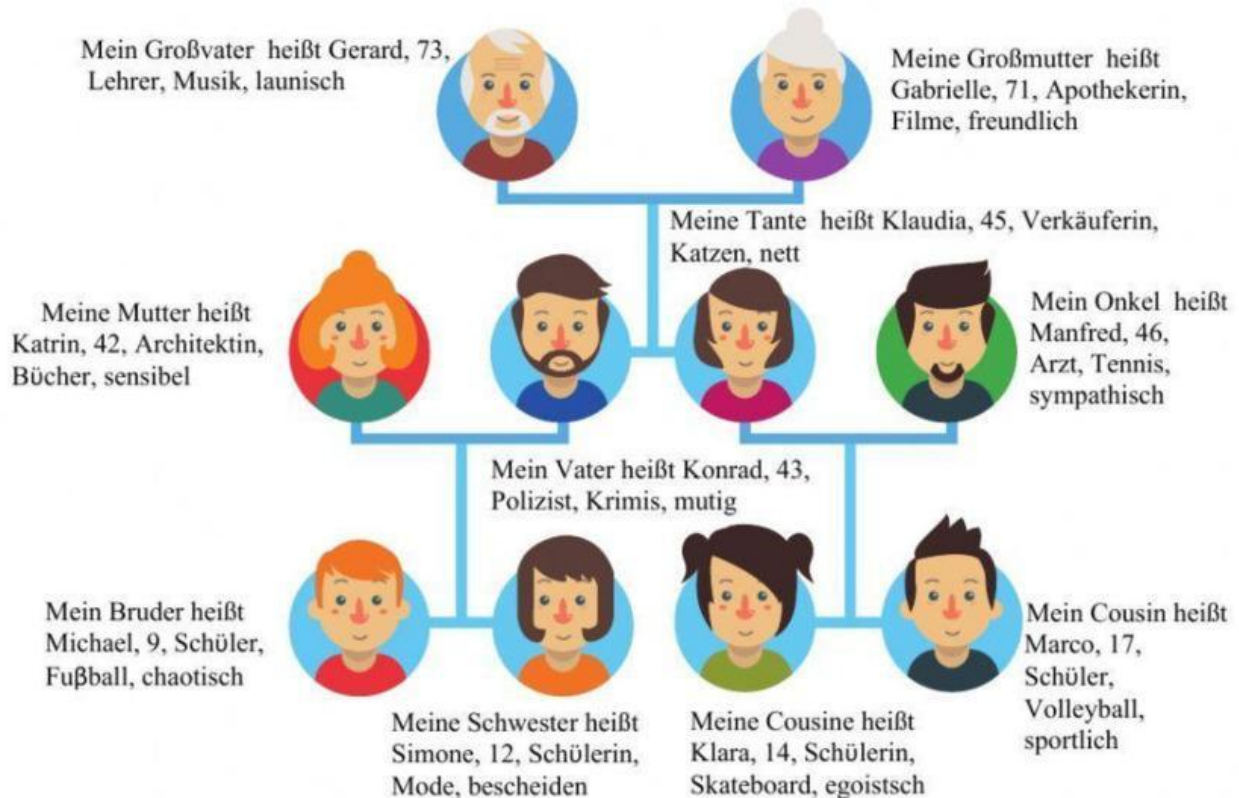 Mein Großvater heißt Gerard, 73,
Lehrer, Musik, launisch
Meine Großmutter heißt
Gabrielle, 71, Apothekerin,
Filme, freundlich
Meine Tante heißt Klaudia, 45, Verkäuferin,
Katzen, nett
Meine Mutter heißt
Katrin, 42, Architektin,
Bücher, sensibel
Mein Onkel heißt
Manfred, 46,
Arzt, Tennis,
sympathisch
Mein Vater heißt Konrad, 43,
Polizist, Krimis, mutig
Mein Bruder heißt
Michael, 9, Schüler,
Fuβball, chaotisch
Meine Schwester heißt
Simone, 12, Schülerin,
Mode, bescheiden
Meine Cousine heißt
Klara, 14, Schülerin,
Skateboard, egoistsch
Mein Cousin heißt
Marco, 17,
Schüler,
Volleyball,
sportlich